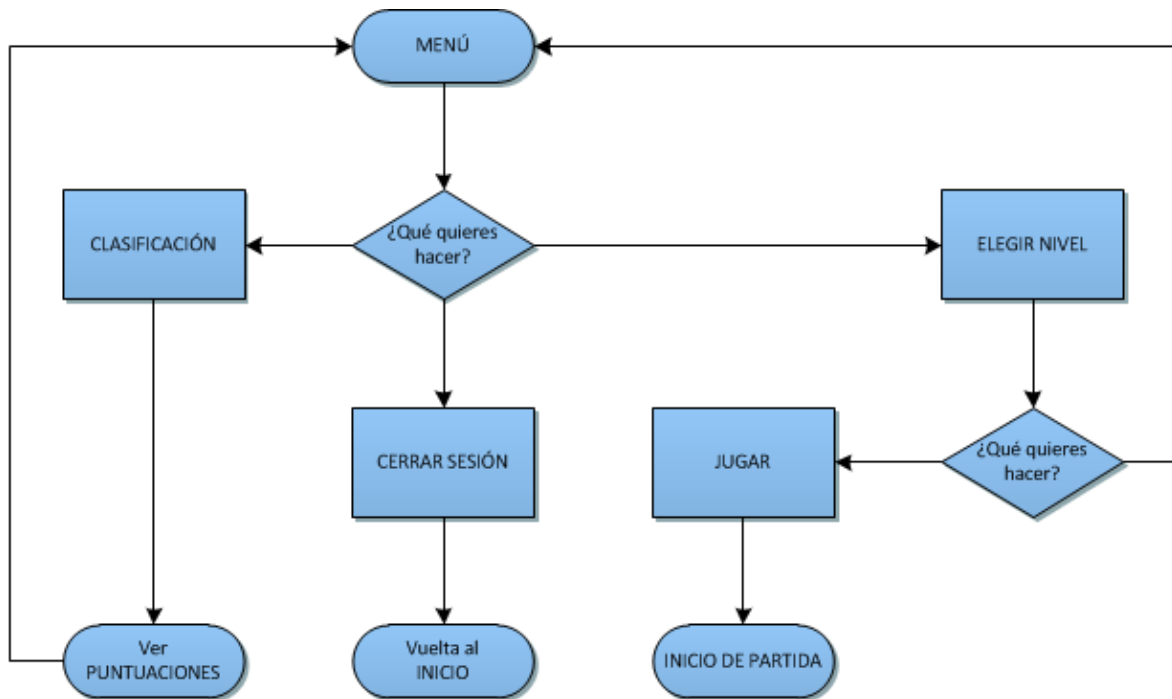 MENÚ
CLASIFICACIÓN
¿Qué quieres
hacer?
ELEGIR NIVEL
CERRAR SESIÓN
JUGAR
¿Qué quieres
hacer?
Ver
PUNTUACIONES
Vuelta al
INICIO
INICIO DE PARTIDA